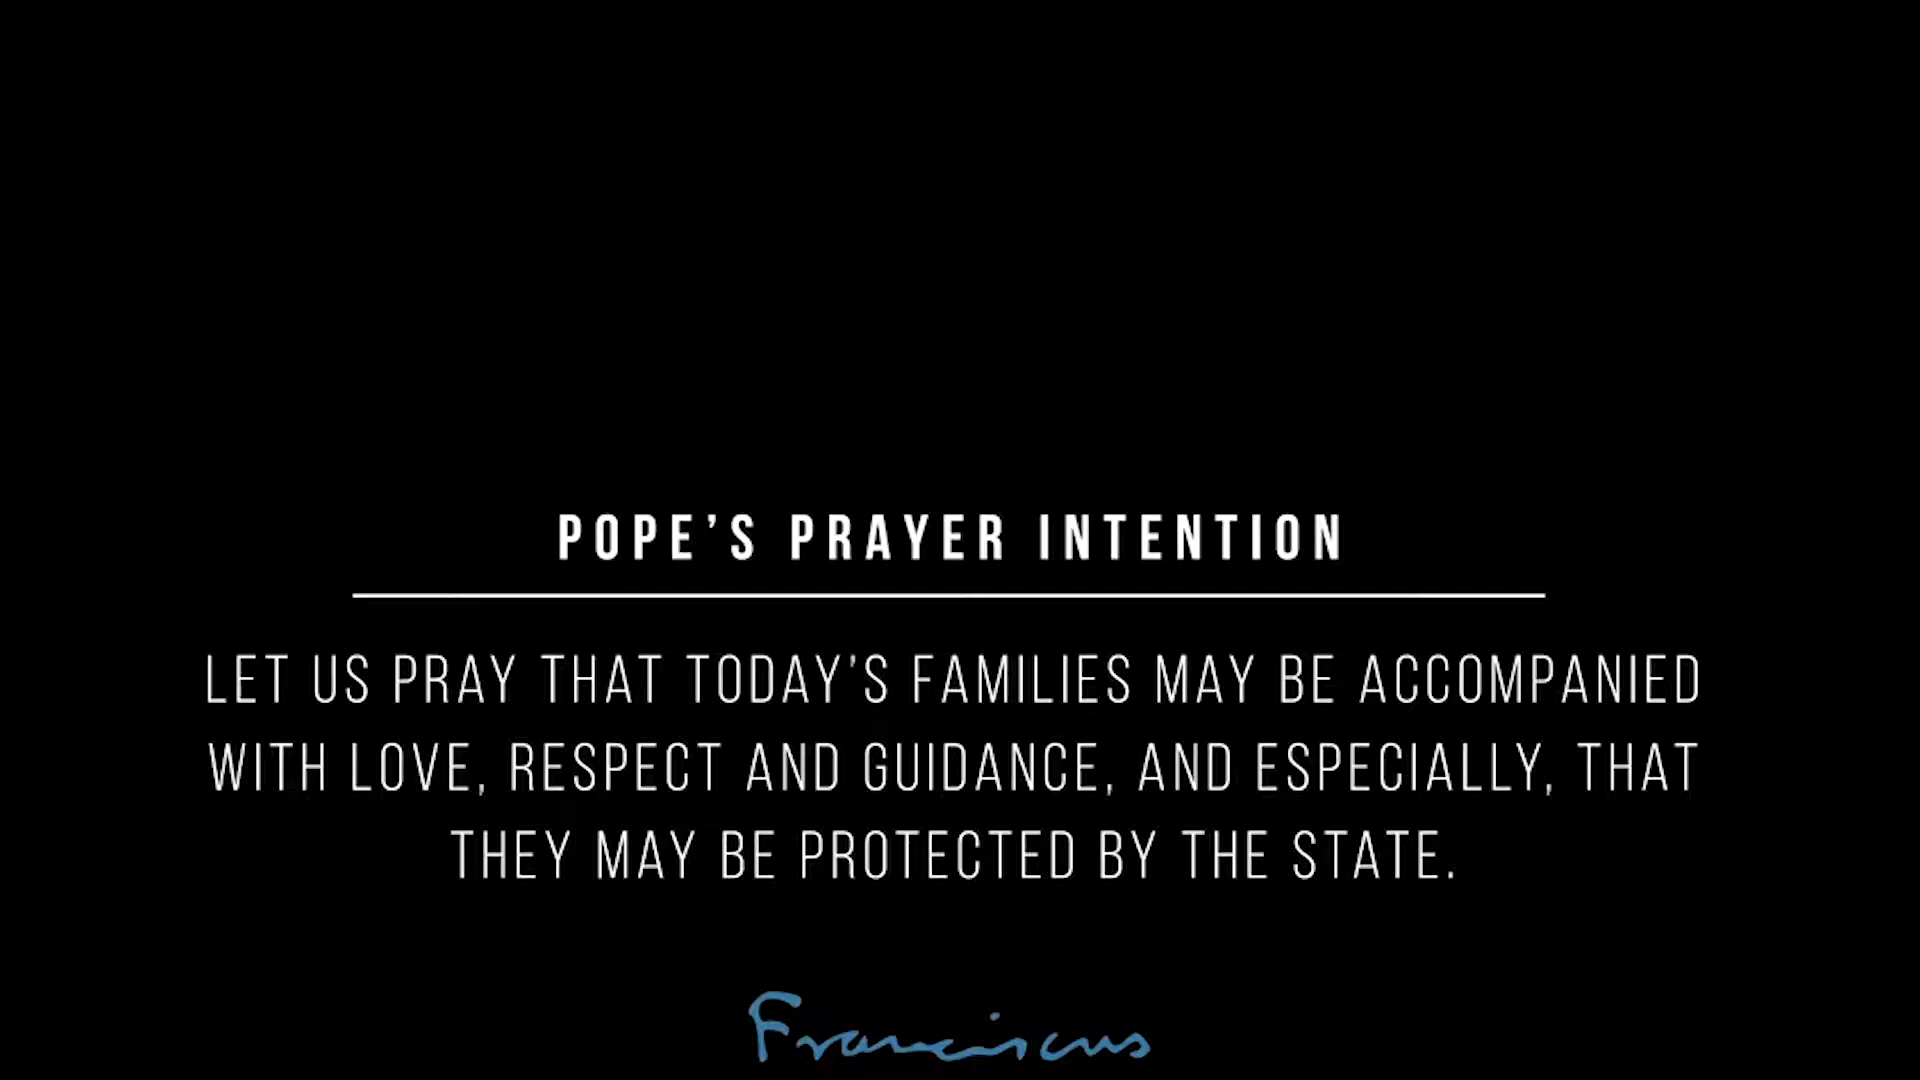 POPE’S PRAYER INTENTION
LET US PRAY THAT TODAY’S FAMILIES MAY BE ACCOMPANIED
WITH LOVE, RESPECT AND GUIDANCE, AND ESPECIALLY, THAT
THEY MAY BE PROTECTED BY THE STATE.
Franciscus